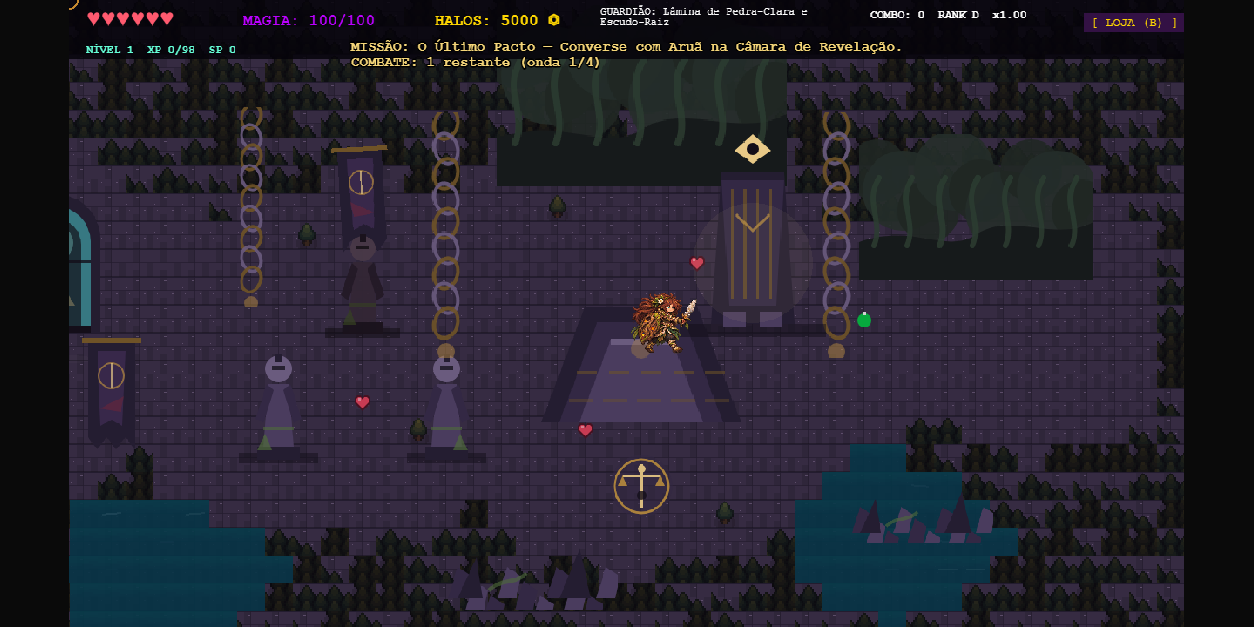 MAGIA: 100/100
HALOS: 5000
GUARDIÃO: Lâmina de Pedra-Clara e
Escudo-Raiz
COMBO: 0 RANK D x1.00
[ LOJA (B) ]
NÍVEL 1 XP 0/98 SP 0
MISSÃO: O Último Pacto — Converse com Aruã na Câmara de Revelação.
COMBATE: 1 restante (onda 1/4)